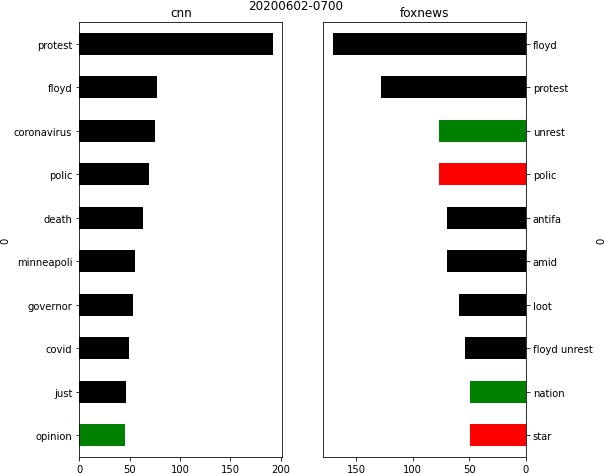 20200602-0700
cnn
foxnews
protest
floyd
coronavirus
polic
death
minneapoli
governor
covid
just
opinion
0
0 50 100 150 200
floyd
protest
unrest
polic
antifa
amid
loot
floyd unrest
nation
star
0
150 100 50 0